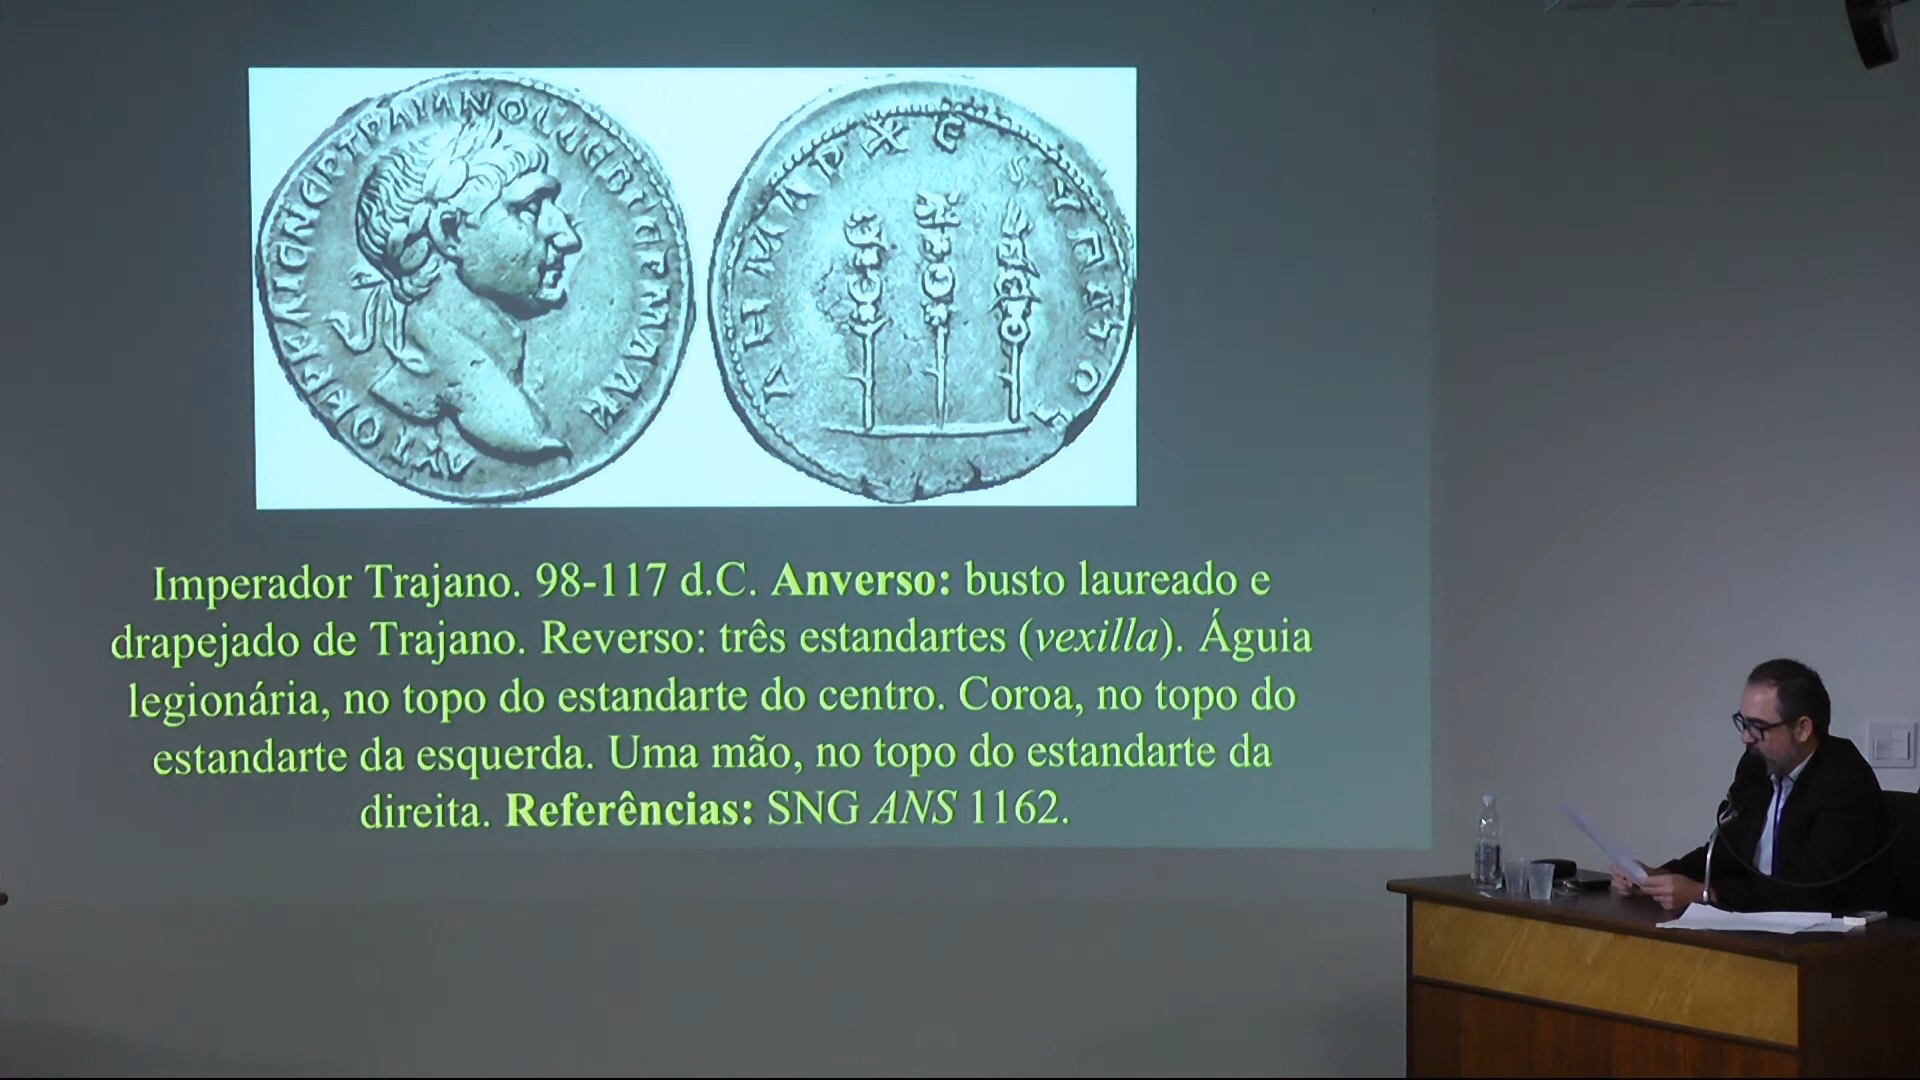 Imperador Trajano. 98-117 d.C. Anverso: busto laureado e
drapejado de Trajano. Reverso: três estandartes (vexilla). Águia
legionária, no topo do estandarte do centro. Coroa, no topo do
estandarte da esquerda. Uma mão, no topo do estandarte da
direita. Referências: SNG ANS 1162.